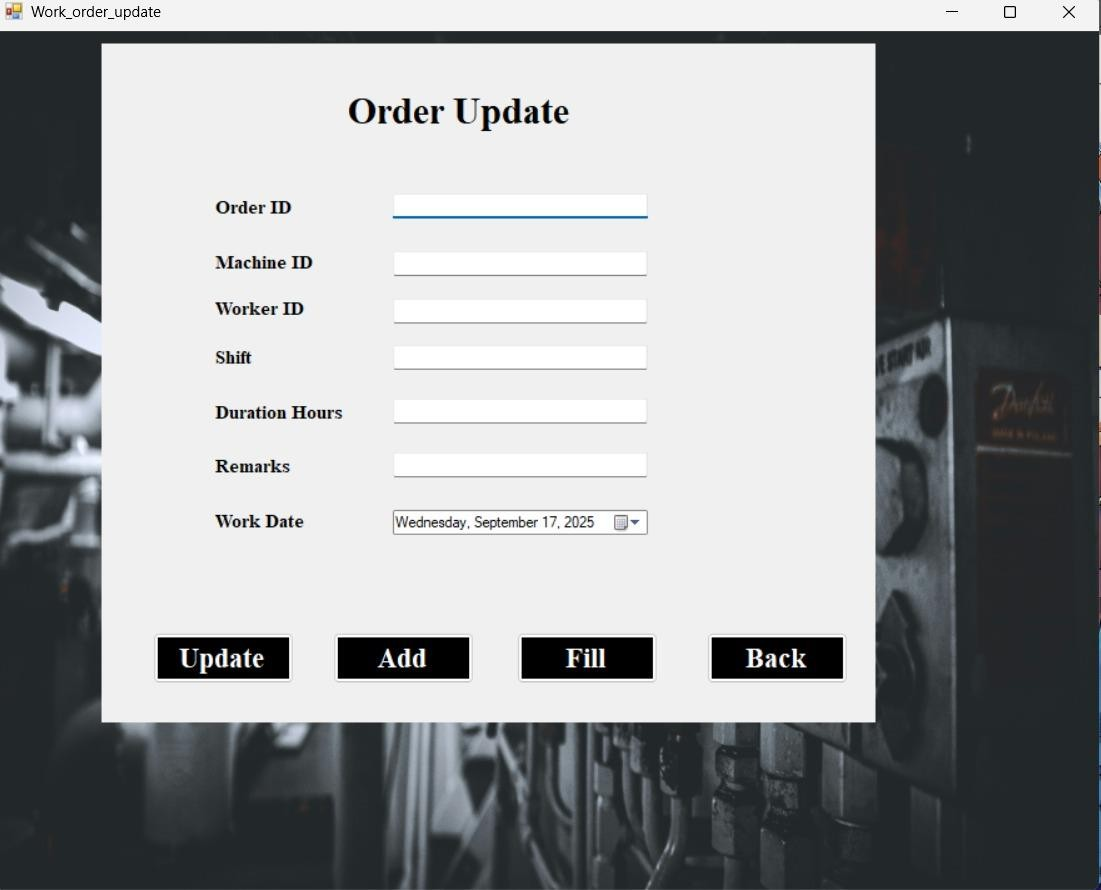 Work_order_update
Order Update
Order ID
Machine ID
Worker ID
Shift
Duration Hours
Remarks
Work Date Wednesday, September 17, 2025
Update Add Fill Back
Danfoss